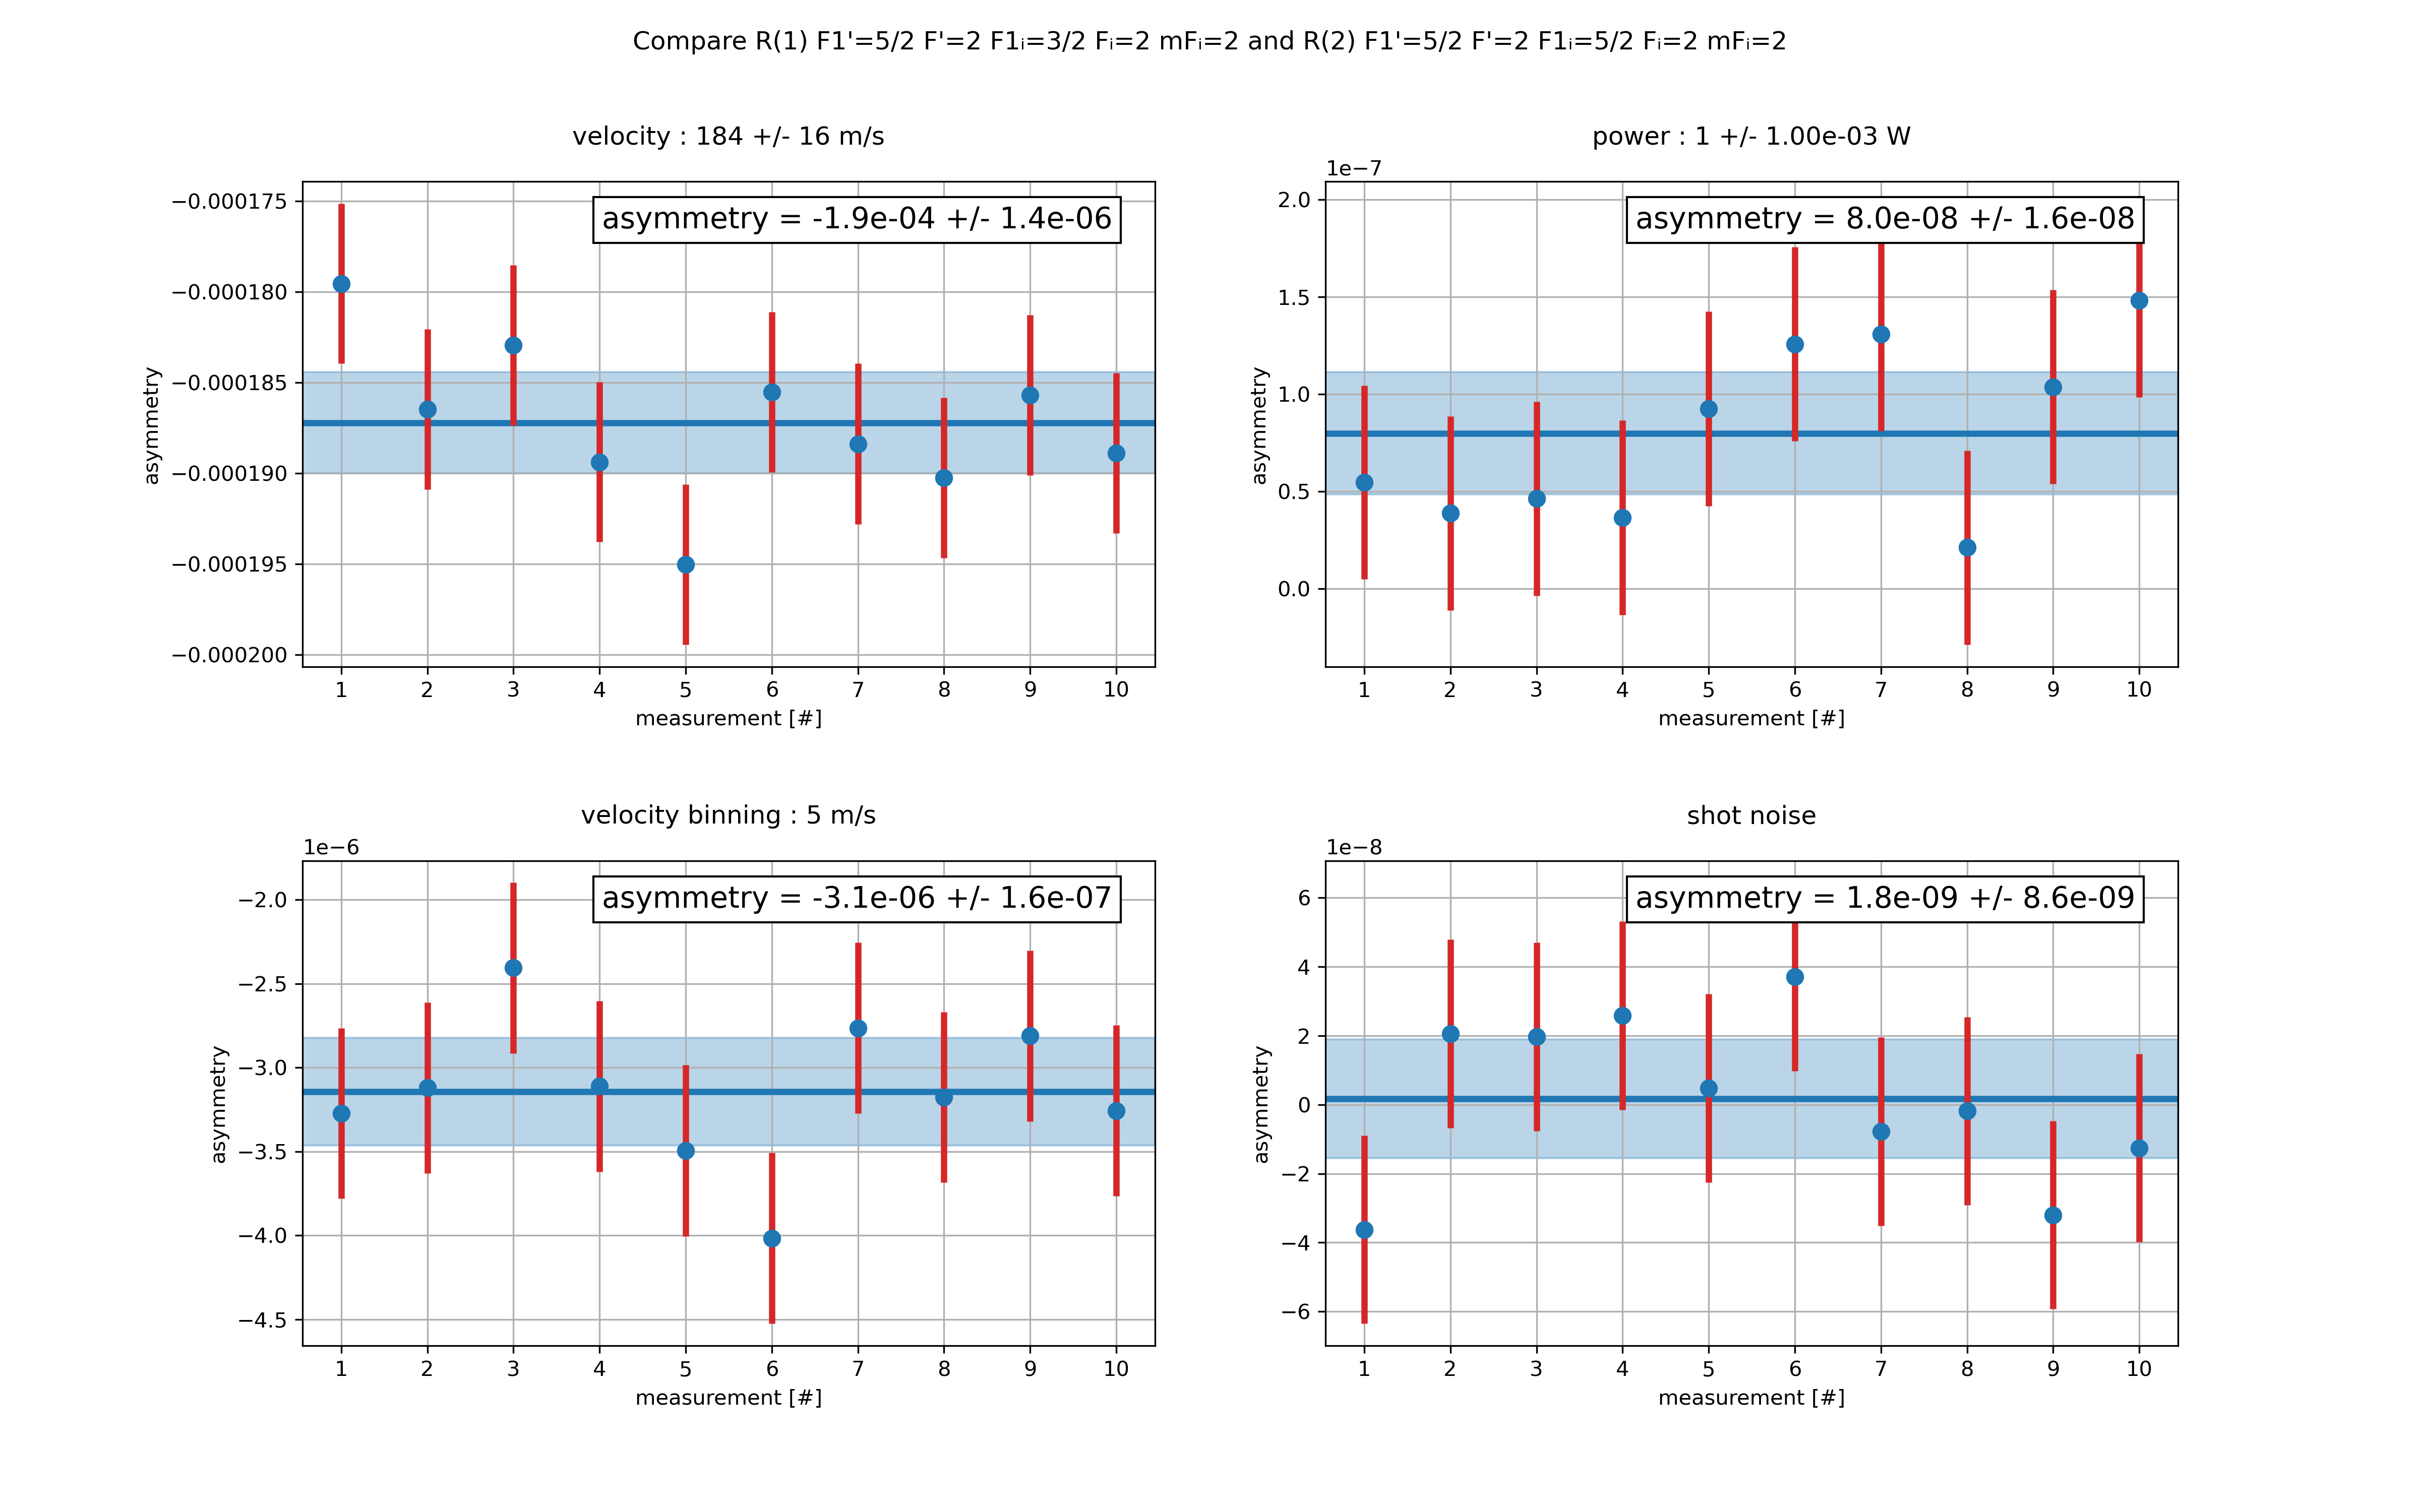 Compare R(1) F1'=5/2 F'=2 F1ᵢ=3/2 Fᵢ=2 mFᵢ=2 and R(2) F1'=5/2 F'=2 F1ᵢ=5/2 Fᵢ=2 mFᵢ=2
velocity : 184 +/- 16 m/s
asymmetry = -1.9e-04 +/- 1.4e-06
−0.000175
−0.000180
−0.000185
−0.000190
−0.000195
−0.000200
asymmetry
1 2 3 4 5 6 7 8 9 10
measurement [#]
power : 1 +/- 1.00e-03 W
1e−7
asymmetry = 8.0e-08 +/- 1.6e-08
2.0
1.5
1.0
0.5
0.0
asymmetry
1 2 3 4 5 6 7 8 9 10
measurement [#]
velocity binning : 5 m/s
1e−6
asymmetry = -3.1e-06 +/- 1.6e-07
−2.0
−2.5
−3.0
−3.5
−4.0
−4.5
asymmetry
1 2 3 4 5 6 7 8 9 10
measurement [#]
shot noise
1e−8
asymmetry = 1.8e-09 +/- 8.6e-09
6
4
2
0
−2
−4
−6
asymmetry
1 2 3 4 5 6 7 8 9 10
measurement [#]